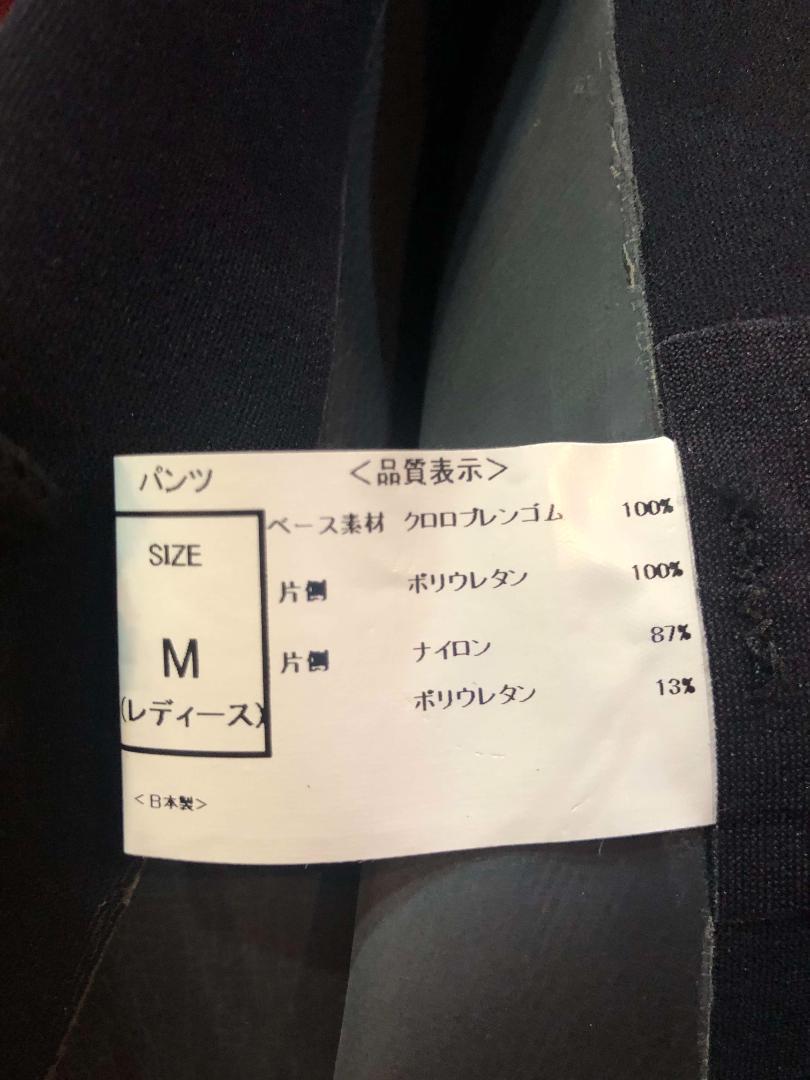 パンツ
<品質表示>
SIZE
M
(レディース)
ベース素材 クロロプレンゴム 100%
片側 ポリウレタン 100%
片側 ナイロン 87%
ポリウレタン 13%
<日本製>